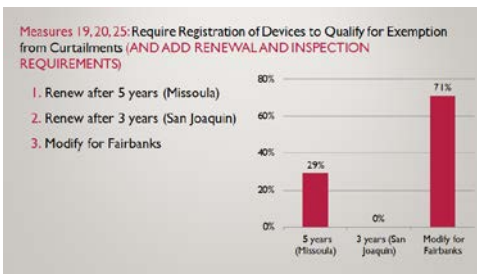 Measures 19, 20, 25: Require Registration of Devices to Qualify for Exemption
from Curtailments (AND ADD RENEWAL AND INSPECTION
REQUIREMENTS)
1. Renew after 5 years (Missoula)
2. Renew after 3 years (San Joaquin)
3. Modify for Fairbanks
80%
60%
40%
20%
0%
29%
0%
71%
5 years
(Missoula)
3 years (San
Joaquin)
Modify for
Fairbanks